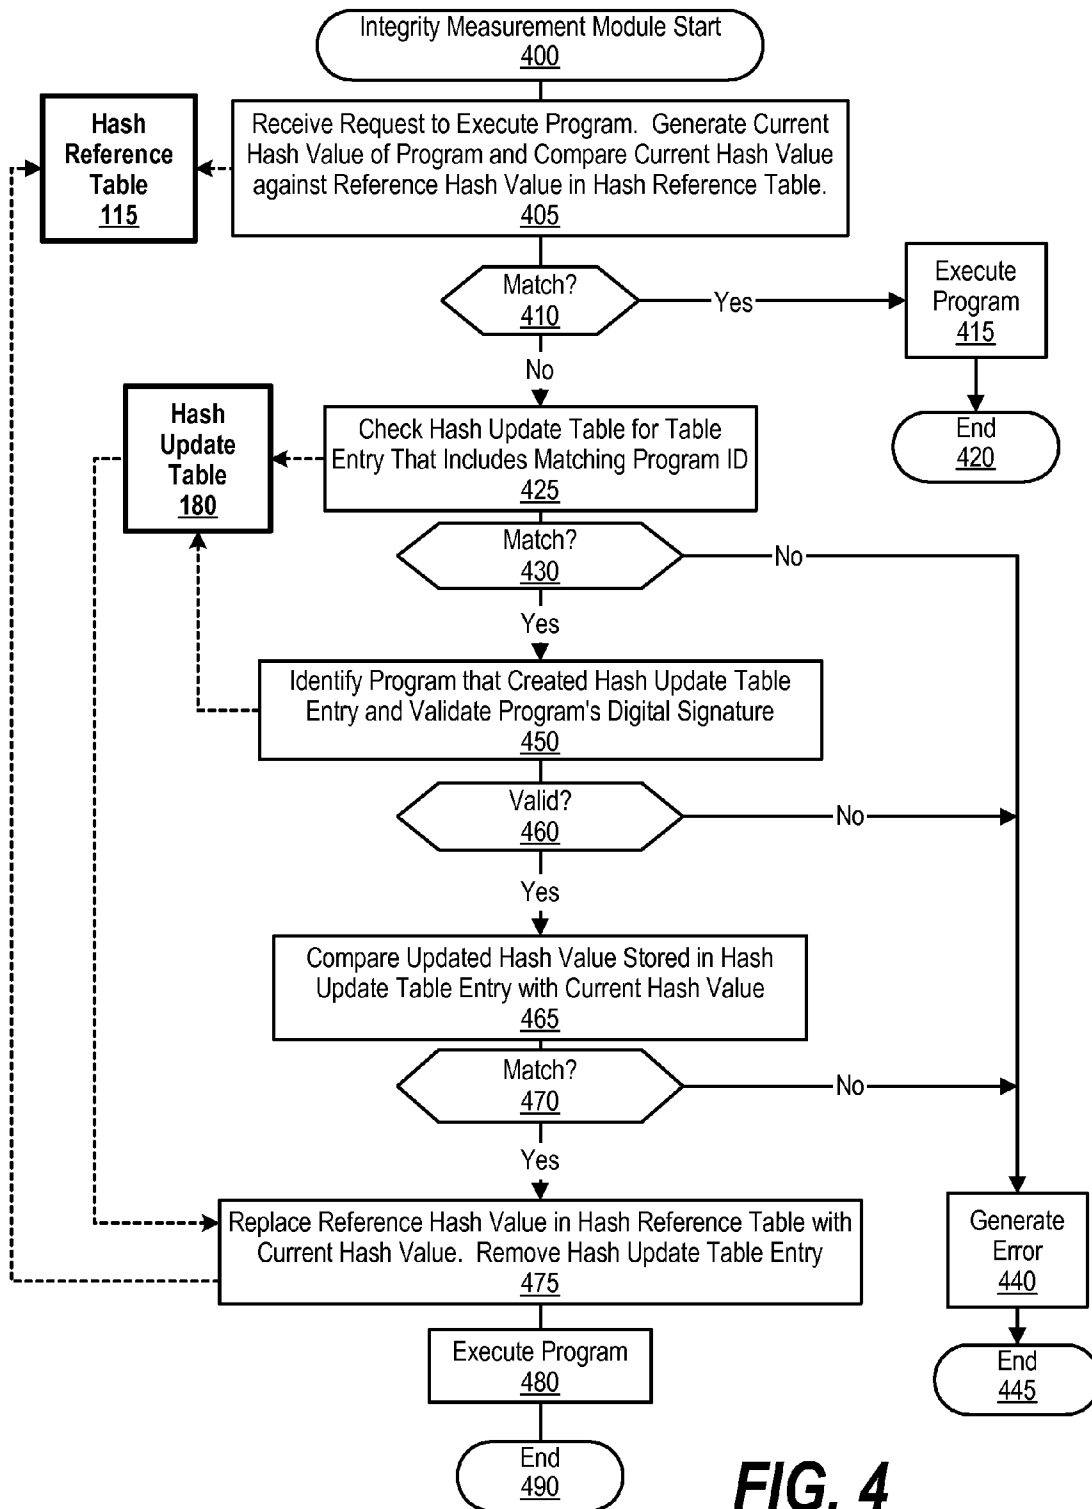 Integrity Measurement Module Start
400
Hash
Reference
Table
115
Receive Request to Execute Program. Generate Current
Hash Value of Program and Compare Current Hash Value
against Reference Hash Value in Hash Reference Table.
405
Match?
410
Yes
Execute
Program
415
End
420
No
Hash
Update
Table
180
Check Hash Update Table for Table
Entry That Includes Matching Program ID
425
Match?
430
No
Yes
Identify Program that Created Hash Update Table
Entry and Validate Program's Digital Signature
450
Valid?
460
No
Yes
Compare Updated Hash Value Stored in Hash
Update Table Entry with Current Hash Value
465
Match?
470
No
Yes
Replace Reference Hash Value in Hash Reference Table with
Current Hash Value. Remove Hash Update Table Entry
475
Generate
Error
440
Execute Program
480
End
445
End
490
FIG. 4